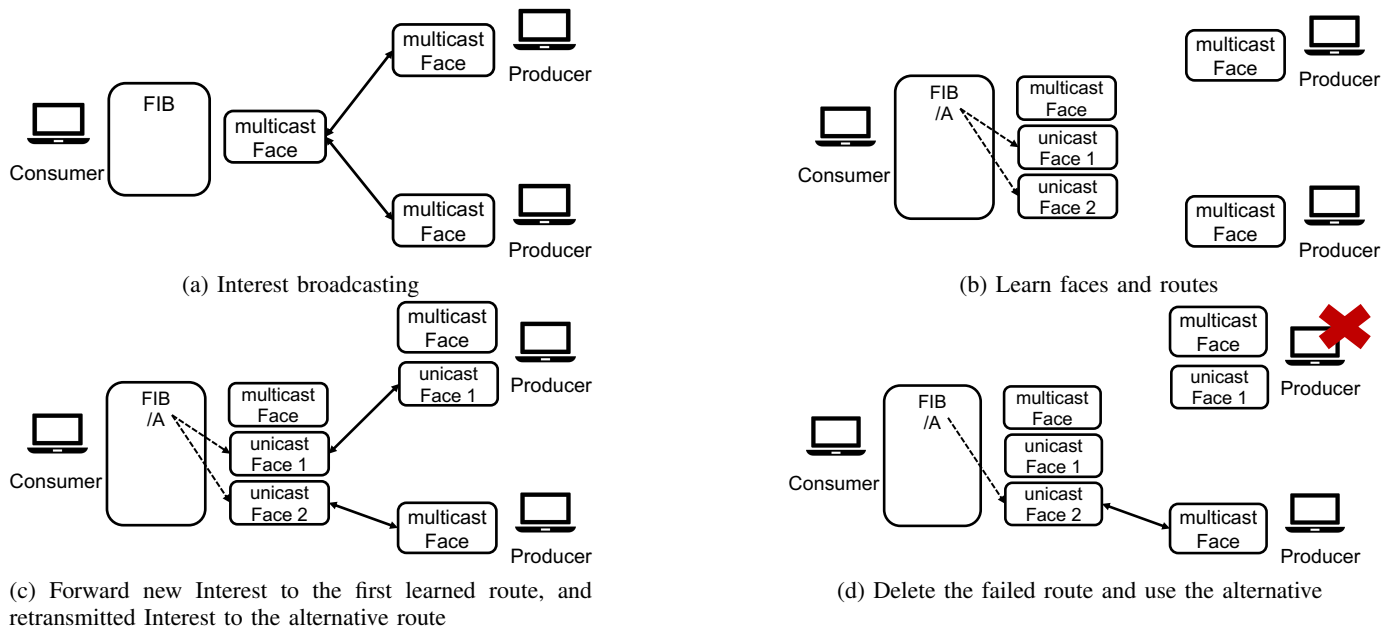 multicast
Face
Producer
FIB
Consumer
multicast
Face
multicast
Face
Producer
(a) Interest broadcasting
multicast
Face
Producer
FIB
/A
Consumer
multicast
Face
unicast
Face 1
unicast
Face 2
multicast
Face
Producer
(b) Learn faces and routes
multicast
Face
unicast
Face 1
Producer
FIB
/A
Consumer
multicast
Face
unicast
Face 1
unicast
Face 2
multicast
Face
Producer
(c) Forward new Interest to the first learned route, and
retransmitted Interest to the alternative route
multicast
Face
unicast
Face 1
Producer
FIB
/A
Consumer
multicast
Face
unicast
Face 1
unicast
Face 2
multicast
Face
Producer
(d) Delete the failed route and use the alternative